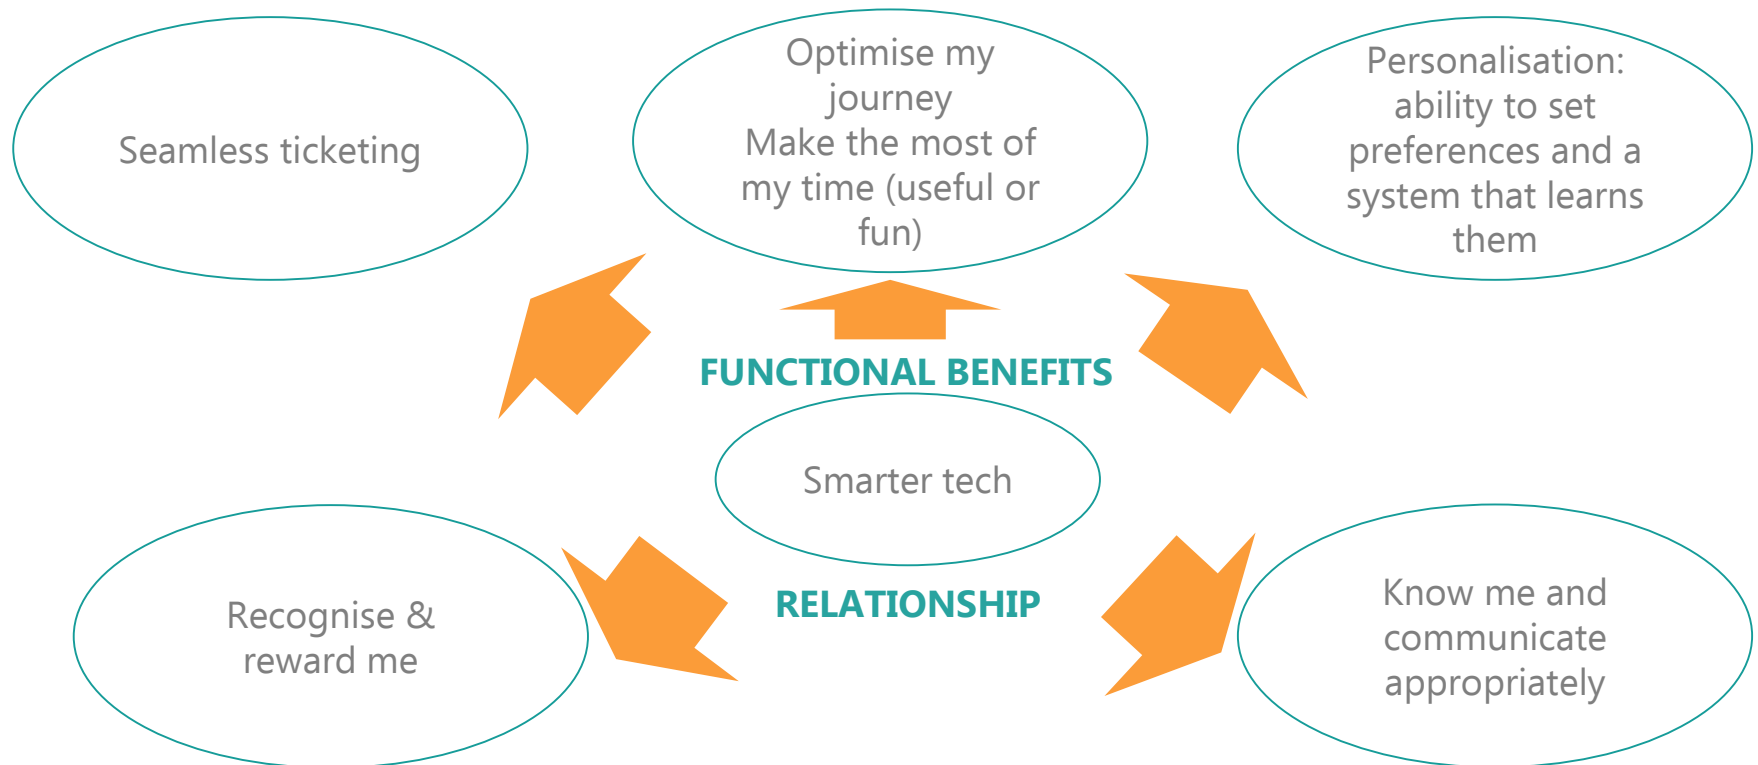 Seamless ticketing
Optimise my
journey
Make the most of
my time (useful or
fun)
Personalisation:
ability to set
preferences and a
system that learns
them
FUNCTIONAL BENEFITS
Smarter tech
RELATIONSHIP
Recognise &
reward me
Know me and
communicate
appropriately